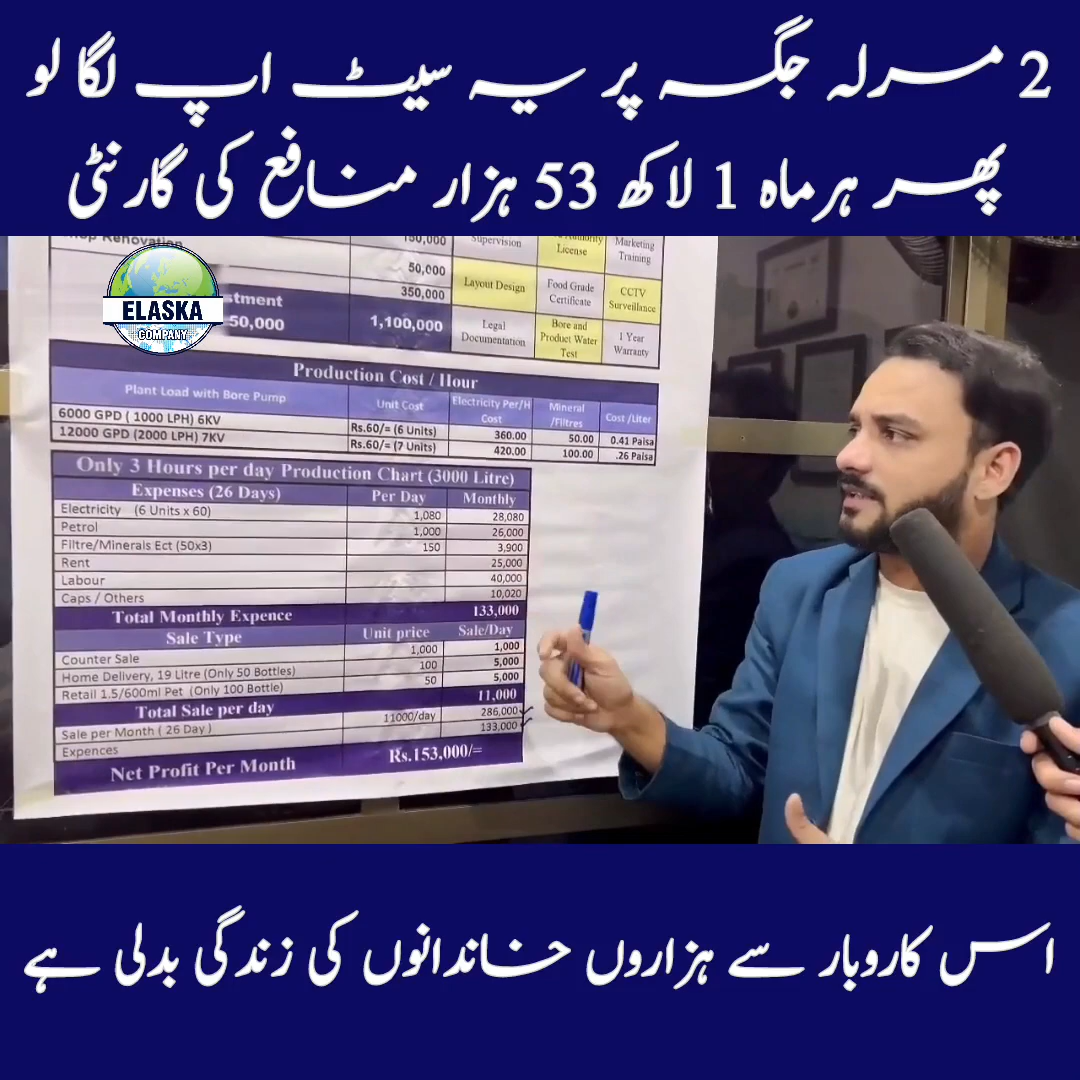 2 مرلہ جگہ پر یہ سیٹ اپ لگا لو
پھر ہر ماہ 1 لاکھ 53 ہزار منافع کی گارنٹی
Renovation
150,000
Supervision
License
Marketing Training
50,000
350,000
Layout Design
Food Grade Certificate
CCTV Surveillance
50,000
1,100,000
Legal Documentation
Bore and Product Water Test
1 Year Warranty
ELASKA
COMPANY
Production Cost / Hour
Plant Load with Bore Pump Unit Cost Electricity Per/H Cost Mineral /Filtres Cost /Liter
6000 GPD ( 1000 LPH) 6KV Rs.60/= (6 Units) 360.00 50.00 0.41 Paisa
12000 GPD (2000 LPH) 7KV Rs.60/= (7 Units) 420.00 100.00 .26 Paisa
Only 3 Hours per day Production Chart (3000 Litre)
Expenses (26 Days) Per Day Monthly
Electricity (6 Units x 60) 1,080 28,080
Petrol 1,000 26,000
Filtre/Minerals Ect (50x3) 150 3,900
Rent 25,000
Labour 40,000
Caps / Others 10,020
Total Monthly Expence 133,000
Sale Type Unit price Sale/Day
Counter Sale 1,000 1,000
Home Delivery, 19 Litre (Only 50 Bottles) 100 5,000
Retail 1.5/600ml Pet (Only 100 Bottle) 50 5,000
Total Sale per day 11,000
Sale per Month ( 26 Day ) 11000/day 286,000
Expences 133,000
Net Profit Per Month Rs.153,000/=
اس کاروبار سے ہزاروں خاندانوں کی زندگی بدلی ہے